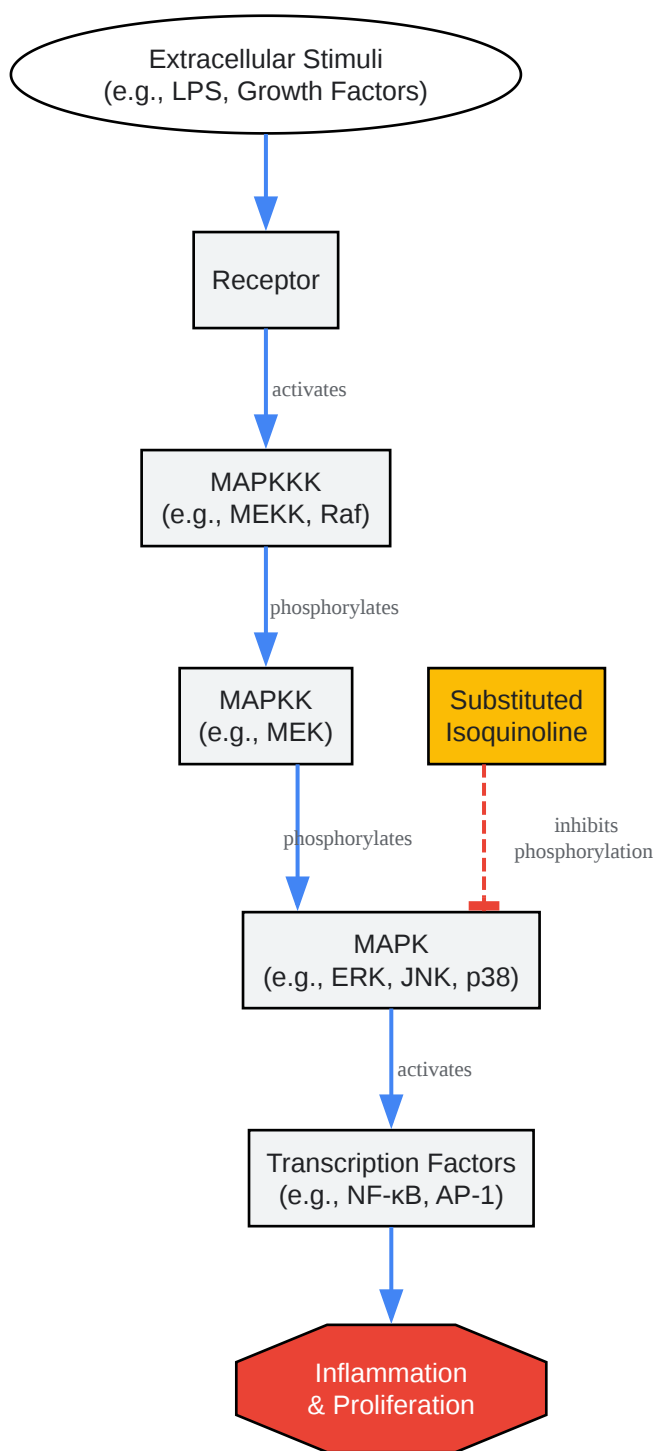 Extracellular Stimuli
(e.g., LPS, Growth Factors)
Receptor
activates
MAPKKK
(e.g., MEKK, Raf)
phosphorylates
MAPKK
(e.g., MEK)
Substituted
Isoquinoline
phosphorylates
inhibits
phosphorylation
MAPK
(e.g., ERK, JNK, p38)
activates
Transcription Factors
(e.g., NF-κB, AP-1)
Inflammation
& Proliferation